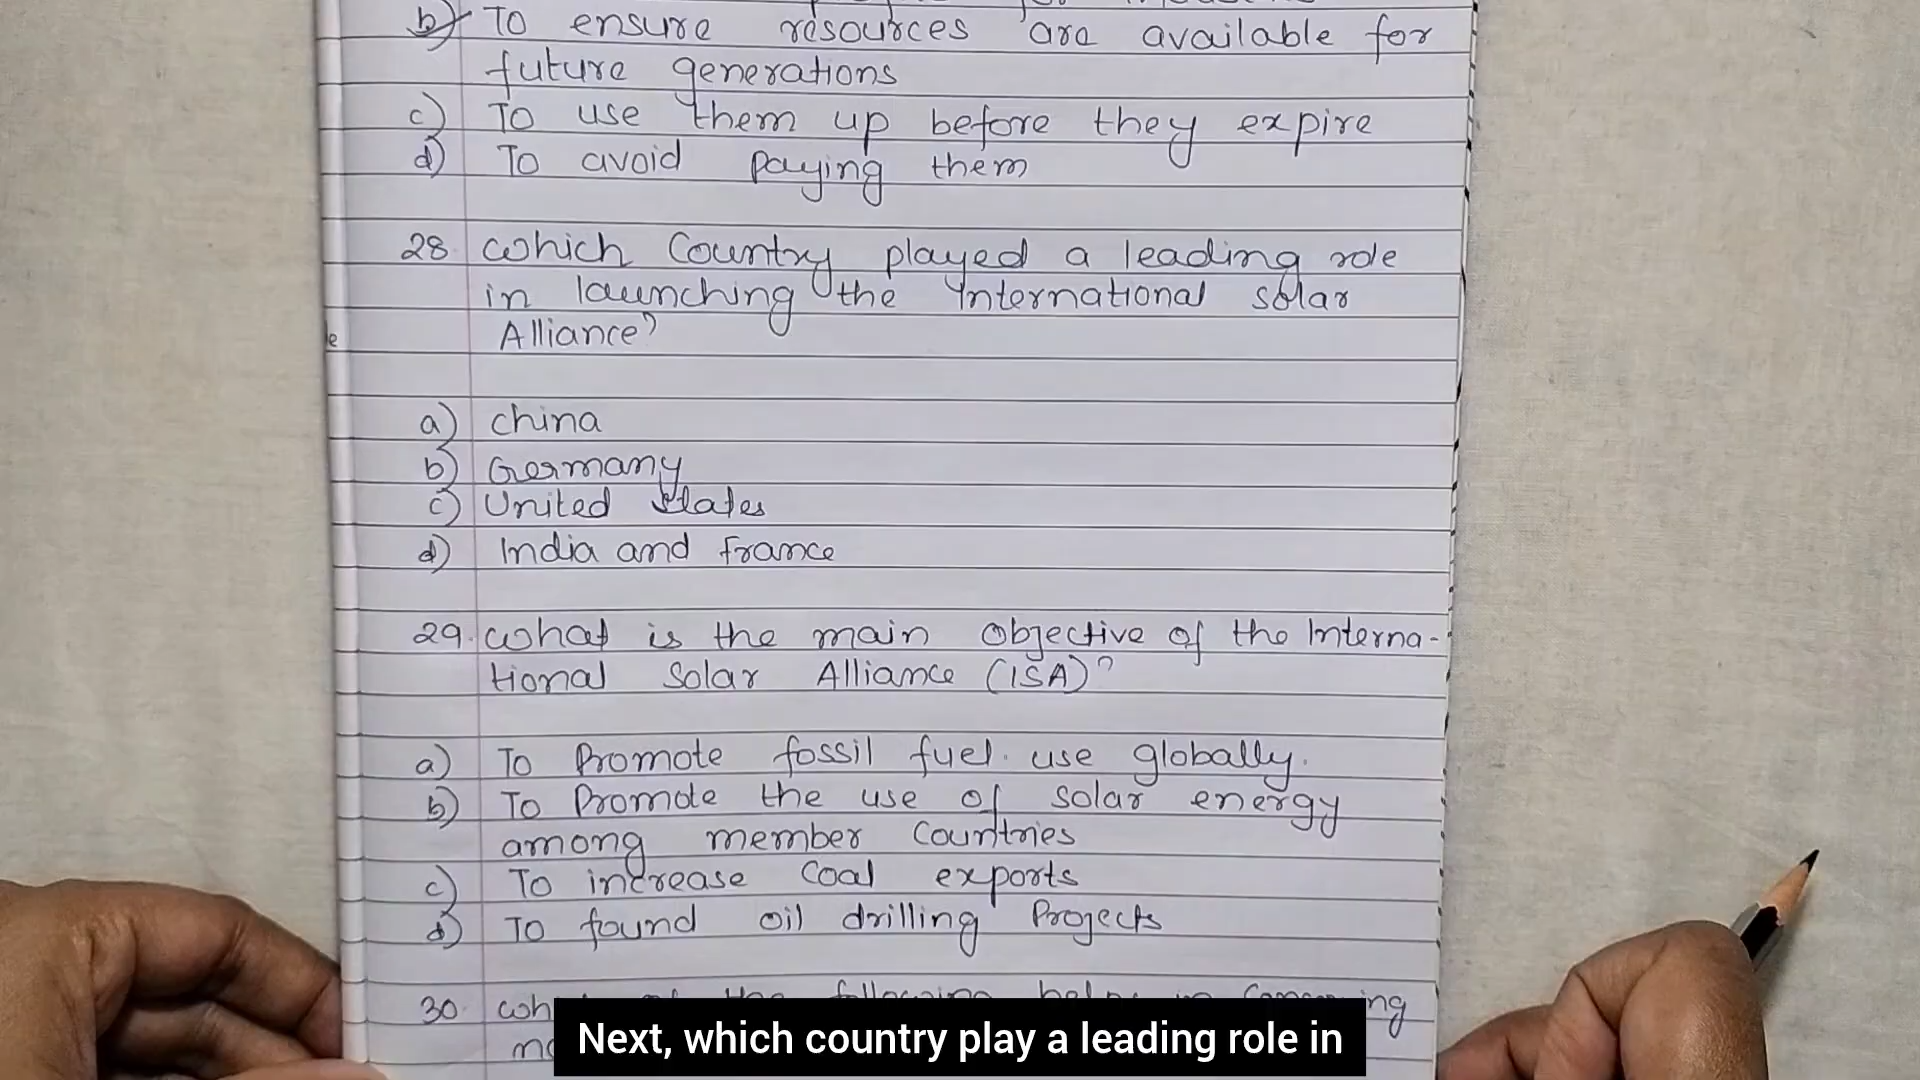 b) To ensure resources are available for
future generations
c) To use them up before they expire
d) To avoid paying them
28. Which Country played a leading role
in launching the International solar
Alliance?
e
a) china
b) Germany
c) United States
d) India and france
29. What is the main objective of the Interna-
tional Solar Alliance (ISA)?
a) To Promote fossil fuel use globally.
b) To Promote the use of solar energy
among member Countries
c) To increase Coal exports
d) To found oil drilling Projects
30.
Next, which country play a leading role in